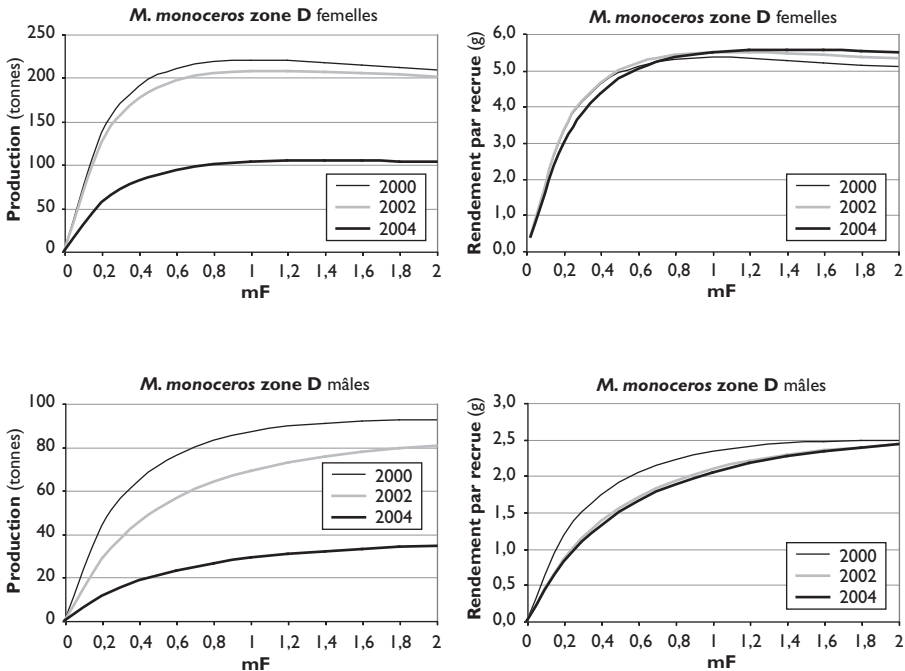 M. monoceros zone D femelles
Production (tonnes)
250
200
150
100
50
0
2000
2002
2004
0 0,2 0,4 0,6 0,8 1 1,2 1,4 1,6 1,8 2
mF
M. monoceros zone D femelles
Rendement par recrue (g)
6,0
5,0
4,0
3,0
2,0
1,0
0,0
2000
2002
2004
0 0,2 0,4 0,6 0,8 1 1,2 1,4 1,6 1,8 2
mF
M. monoceros zone D mâles
Production (tonnes)
100
80
60
40
20
0
2000
2002
2004
0 0,2 0,4 0,6 0,8 1 1,2 1,4 1,6 1,8 2
mF
M. monoceros zone D mâles
Rendement par recrue (g)
3,0
2,5
2,0
1,5
1,0
0,5
0,0
2000
2002
2004
0 0,2 0,4 0,6 0,8 1 1,2 1,4 1,6 1,8 2
mF